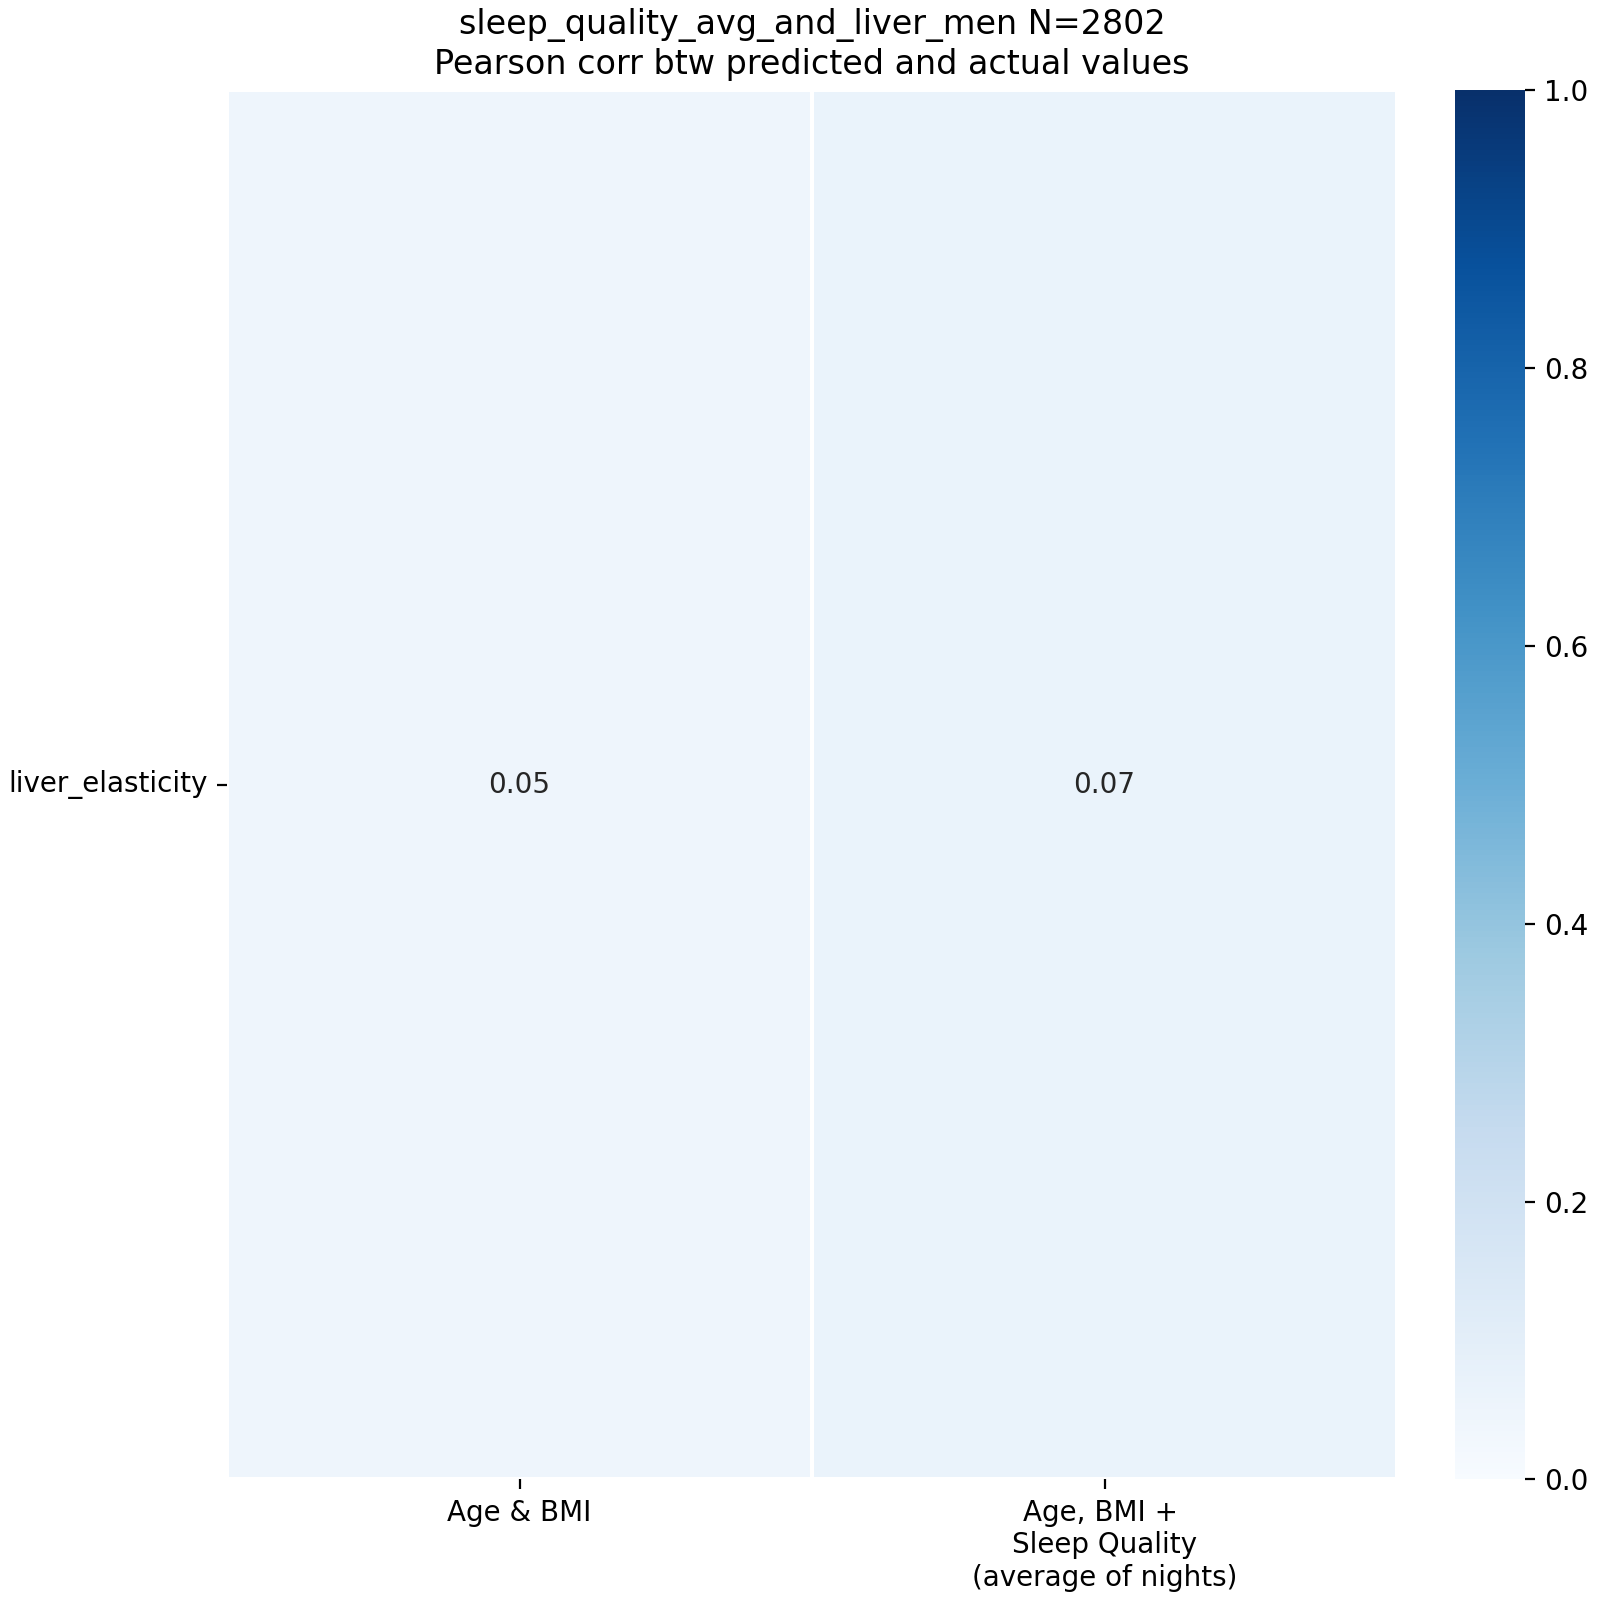 sleep_quality_avg_and_liver_men N=2802
Pearson corr btw predicted and actual values
liver_elasticity
0.05
0.07
Age & BMI
Age, BMI +
Sleep Quality
(average of nights)
1.0
0.8
0.6
0.4
0.2
0.0